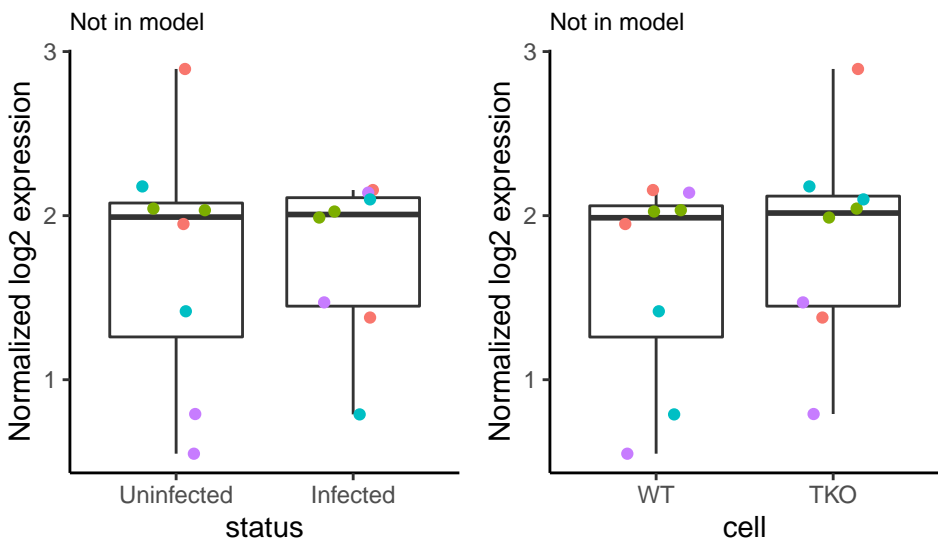 Not in model
Normalized log2 expression
3
2
1
Uninfected
Infected
status
Not in model
Normalized log2 expression
3
2
1
WT
TKO
cell